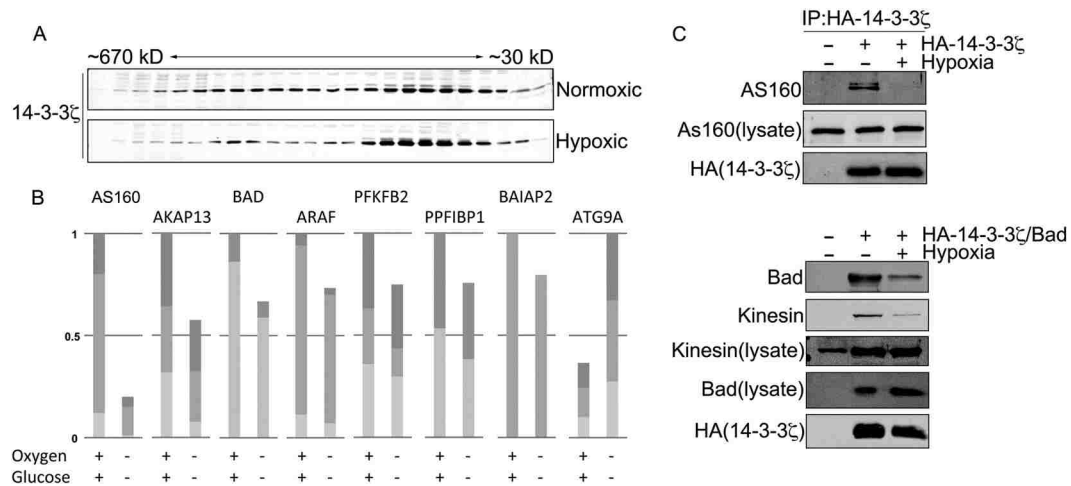 A
~670 kD ~30 kD
14-3-3ζ
Normoxic
Hypoxic
B
AS160 BAD PFKFB2 BAIAP2
AKAP13 ARAF PPFIBP1 ATG9A
1
0.5
0
Oxygen + - + - + - + - + - + - + - + -
Glucose + - + - + - + - + - + - + - + -
C
IP:HA-14-3-3ζ
- + + HA-14-3-3ζ
- - + Hypoxia
AS160
As160(lysate)
HA(14-3-3ζ)
- + + HA-14-3-3ζ/Bad
- - + Hypoxia
Bad
Kinesin
Kinesin(lysate)
Bad(lysate)
HA(14-3-3ζ)